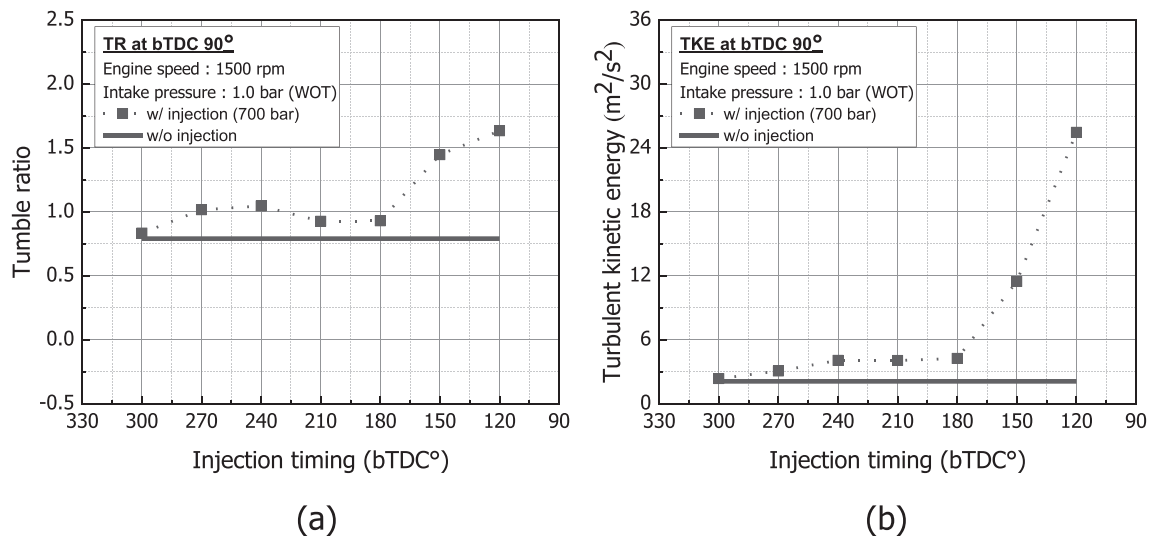 2.5
2.0
1.5
1.0
0.5
0.0
-0.5
Tumble ratio
TR at bTDC 90°
Engine speed : 1500 rpm
Intake pressure : 1.0 bar (WOT)
w/ injection (700 bar)
w/o injection
330 300 270 240 210 180 150 120 90
Injection timing (bTDC°)
(a)
36
30
24
18
12
6
0
Turbulent kinetic energy (m²/s²)
TKE at bTDC 90°
Engine speed : 1500 rpm
Intake pressure : 1.0 bar (WOT)
w/ injection (700 bar)
w/o injection
330 300 270 240 210 180 150 120 90
Injection timing (bTDC°)
(b)